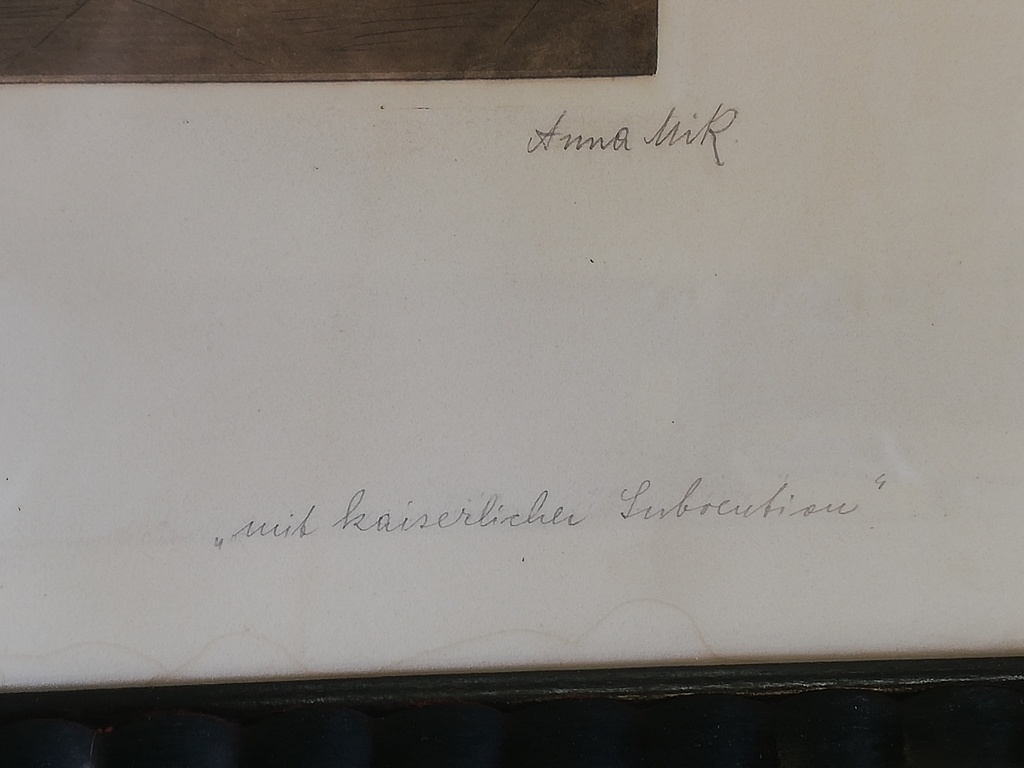 Anna Mik
„mit kaiserlicher Subvention“